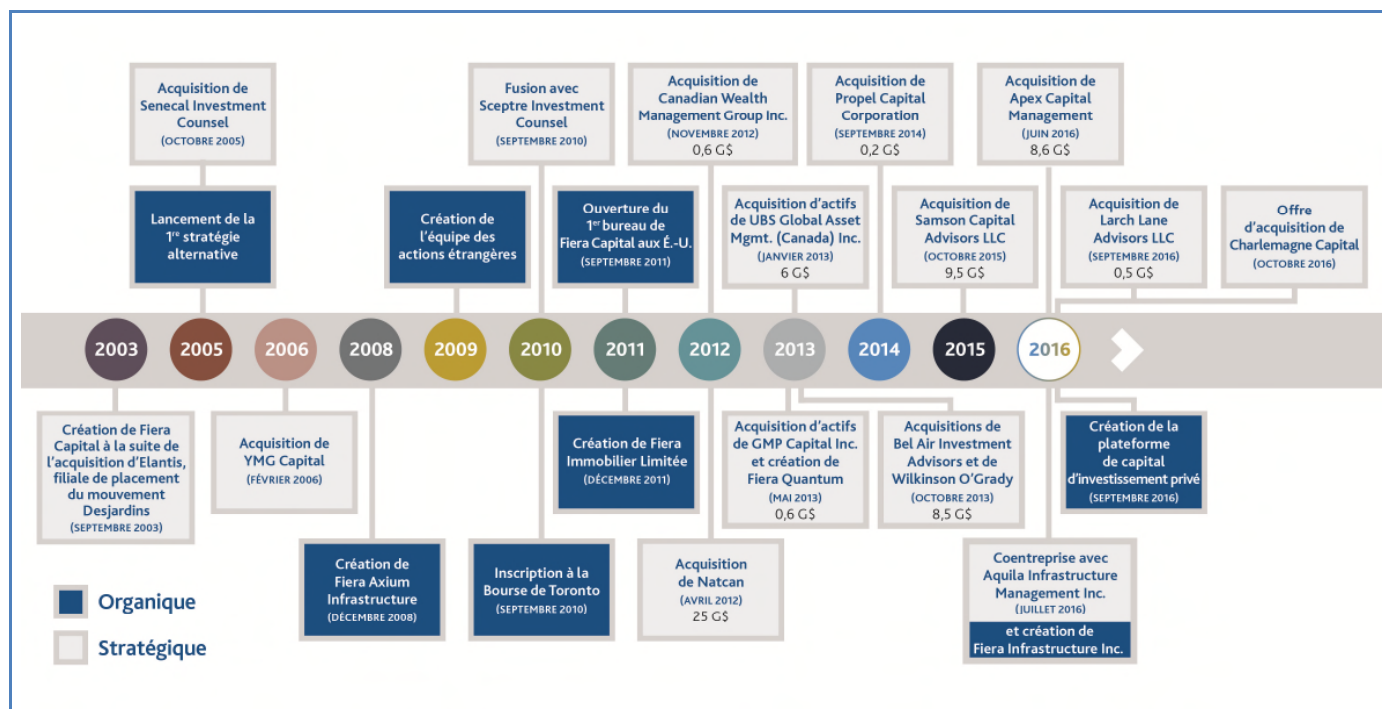 Acquisition de
Senecal Investment
Counsel
(OCTOBRE 2005)
Fusion avec
Sceptre Investment
Counsel
(SEPTEMBRE 2010)
Acquisition de
Canadian Wealth
Management Group Inc.
(NOVEMBRE 2012)
0,6 G$
Acquisition de
Propel Capital
Corporation
(SEPTEMBRE 2014)
0,2 G$
Acquisition de
Apex Capital
Management
(JUIN 2016)
8,6 G$
Lancement de la
1re stratégie
alternative
Création de
l'équipe des
actions étrangères
Ouverture du
1er bureau de
Fiera Capital aux É.-U.
(SEPTEMBRE 2011)
Acquisition d'actifs
de UBS Global Asset
Mgmt. (Canada) Inc.
(JANVIER 2013)
6 G$
Acquisition de
Samson Capital
Advisors LLC
(OCTOBRE 2015)
9,5 G$
Acquisition de
Larch Lane
Advisors LLC
(SEPTEMBRE 2016)
0,5 G$
Offre
d'acquisition de
Charlemagne Capital
(OCTOBRE 2016)
2003 2005 2006 2008 2009 2010 2011 2012 2013 2014 2015 2016
Création de Fiera
Capital à la suite de
l'acquisition d'Elantis,
filiale de placement
du mouvement
Desjardins
(SEPTEMBRE 2003)
Acquisition de
YMG Capital
(FÉVRIER 2006)
Création de Fiera
Immobilier Limitée
(DÉCEMBRE 2011)
Acquisition d'actifs
de GMP Capital Inc.
et création de
Fiera Quantum
(MAI 2013)
0,6 G$
Acquisitions de
Bel Air Investment
Advisors et de
Wilkinson O'Grady
(OCTOBRE 2013)
8,5 G$
Création de la
plateforme
de capital
d'investissement privé
(SEPTEMBRE 2016)
Création de
Fiera Axium
Infrastructure
(DÉCEMBRE 2008)
Inscription à la
Bourse de Toronto
(SEPTEMBRE 2010)
Acquisition
de Natcan
(AVRIL 2012)
25 G$
Coentreprise avec
Aquila Infrastructure
Management Inc.
(JUILLET 2016)
et création de
Fiera Infrastructure Inc.
Organique
Stratégique